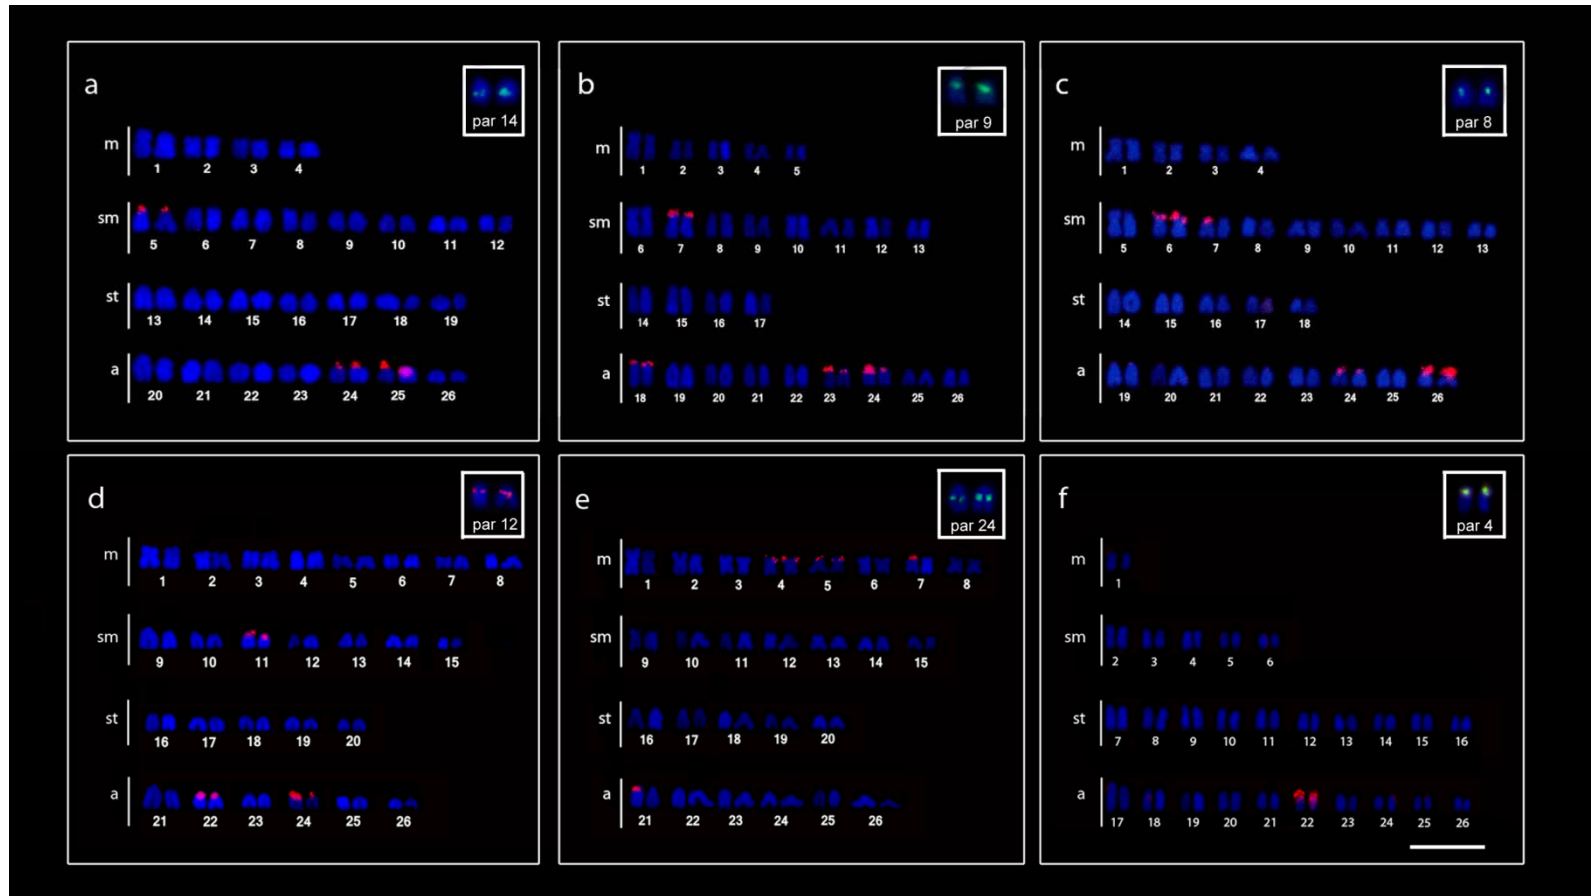 a
par 14
m
1 2 3 4
sm
5 6 7 8 9 10 11 12
st
13 14 15 16 17 18 19
a
20 21 22 23 24 25 26
b
par 9
m
1 2 3 4 5
sm
6 7 8 9 10 11 12 13
st
14 15 16 17
a
18 19 20 21 22 23 24 25 26
c
par 8
m
1 2 3 4
sm
5 6 7 8 9 10 11 12 13
st
14 15 16 17 18
a
19 20 21 22 23 24 25 26
d
par 12
m
1 2 3 4 5 6 7 8
sm
9 10 11 12 13 14 15
st
16 17 18 19 20
a
21 22 23 24 25 26
e
par 24
m
1 2 3 4 5 6 7 8
sm
9 10 11 12 13 14 15
st
16 17 18 19 20
a
21 22 23 24 25 26
f
par 4
m
1
sm
2 3 4 5 6
st
7 8 9 10 11 12 13 14 15 16
a
17 18 19 20 21 22 23 24 25 26